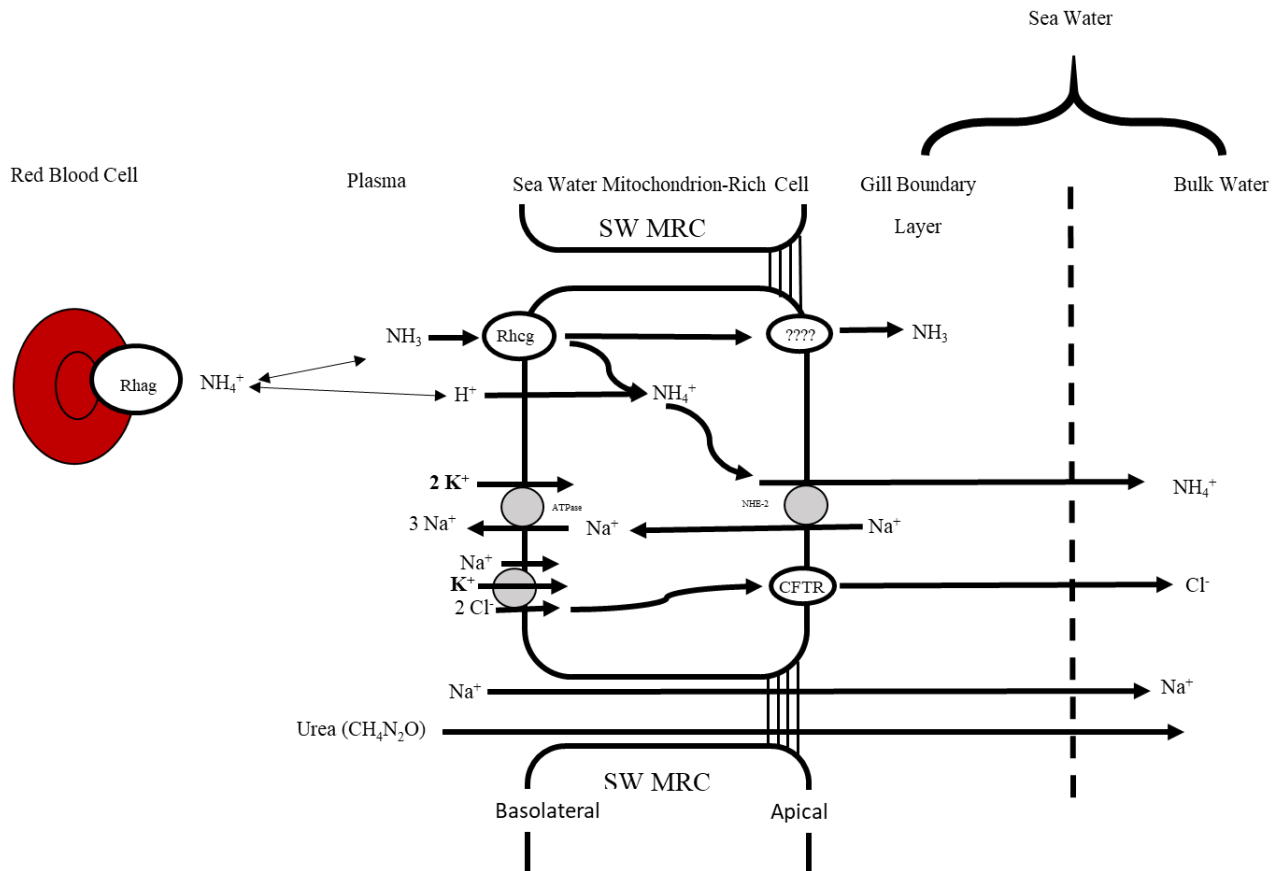 Sea Water
Red Blood Cell
Plasma
Sea Water Mitochondrion-Rich Cell
Gill Boundary
Layer
Bulk Water
SW MRC
NH₃
Rhcg
????
NH₃
Rhag
NH₄⁺
H⁺
NH₄⁺
2 K⁺
ATPase
NHE-2
NH₄⁺
3 Na⁺
Na⁺
Na⁺
Na⁺
K⁺
2 Cl⁻
CFTR
Cl⁻
Na⁺
Na⁺
Urea (CH₄N₂O)
SW MRC
Basolateral
Apical